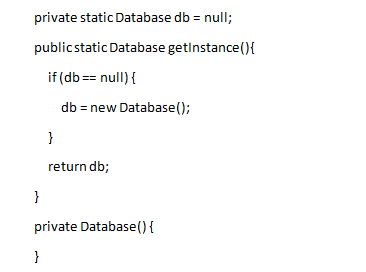 private static Database db = null;
public static Database getInstance(){
if (db == null) {
db = new Database();
}
return db;
}
private Database() {
}